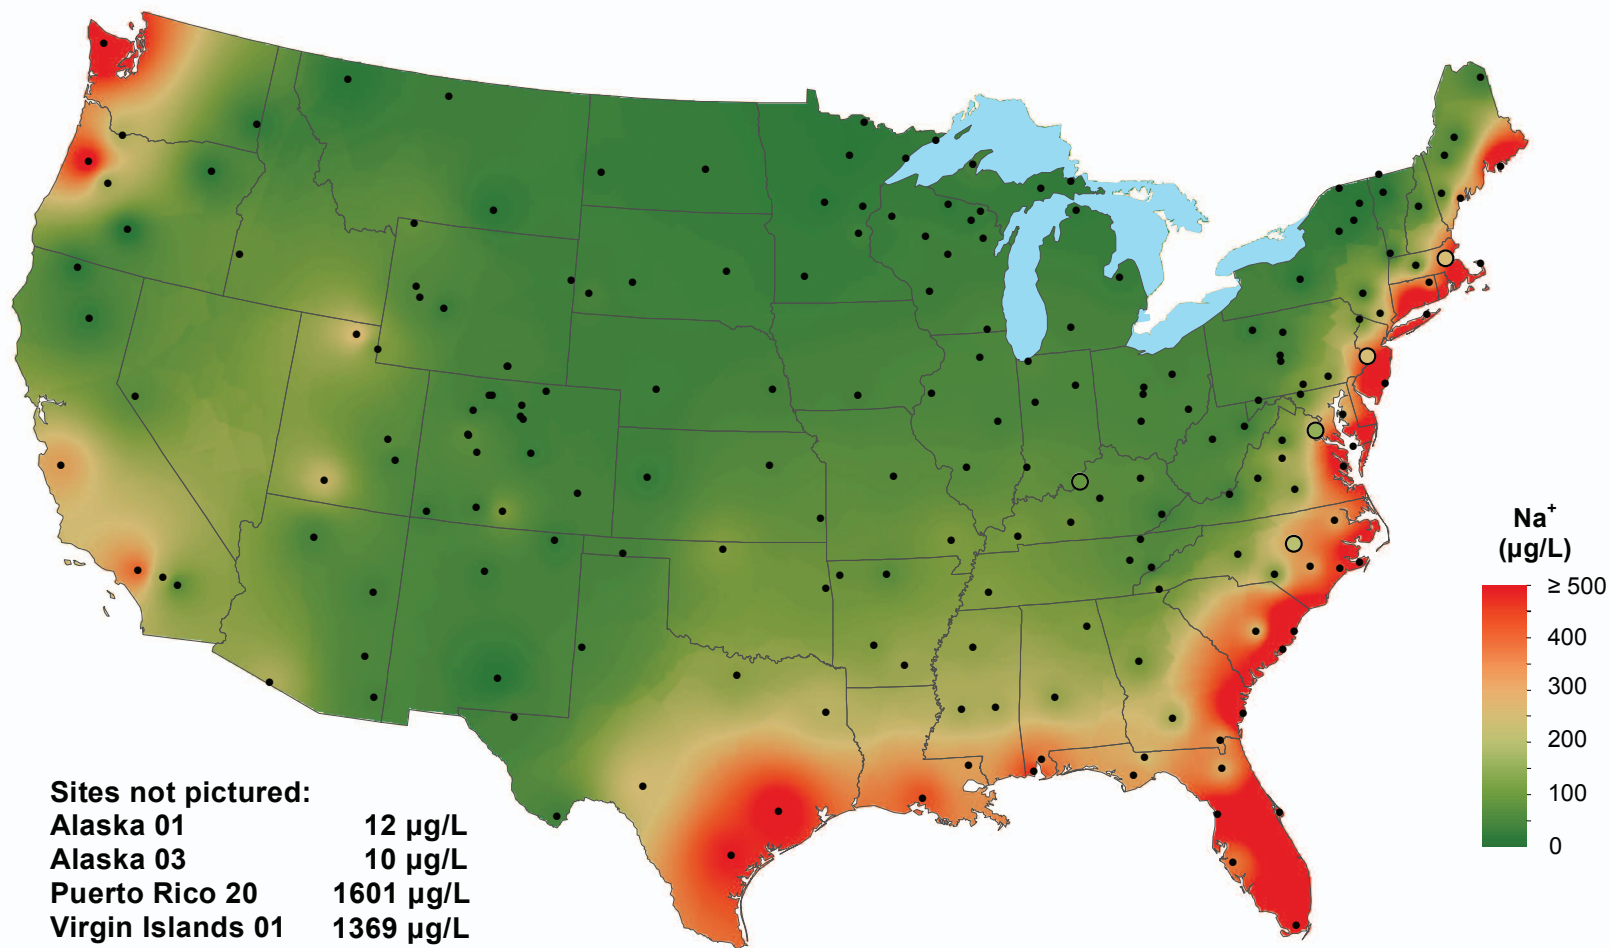 Na+
(µg/L)
≥ 500
400
300
200
100
0
Sites not pictured:
Alaska 01 12 µg/L
Alaska 03 10 µg/L
Puerto Rico 20 1601 µg/L
Virgin Islands 01 1369 µg/L